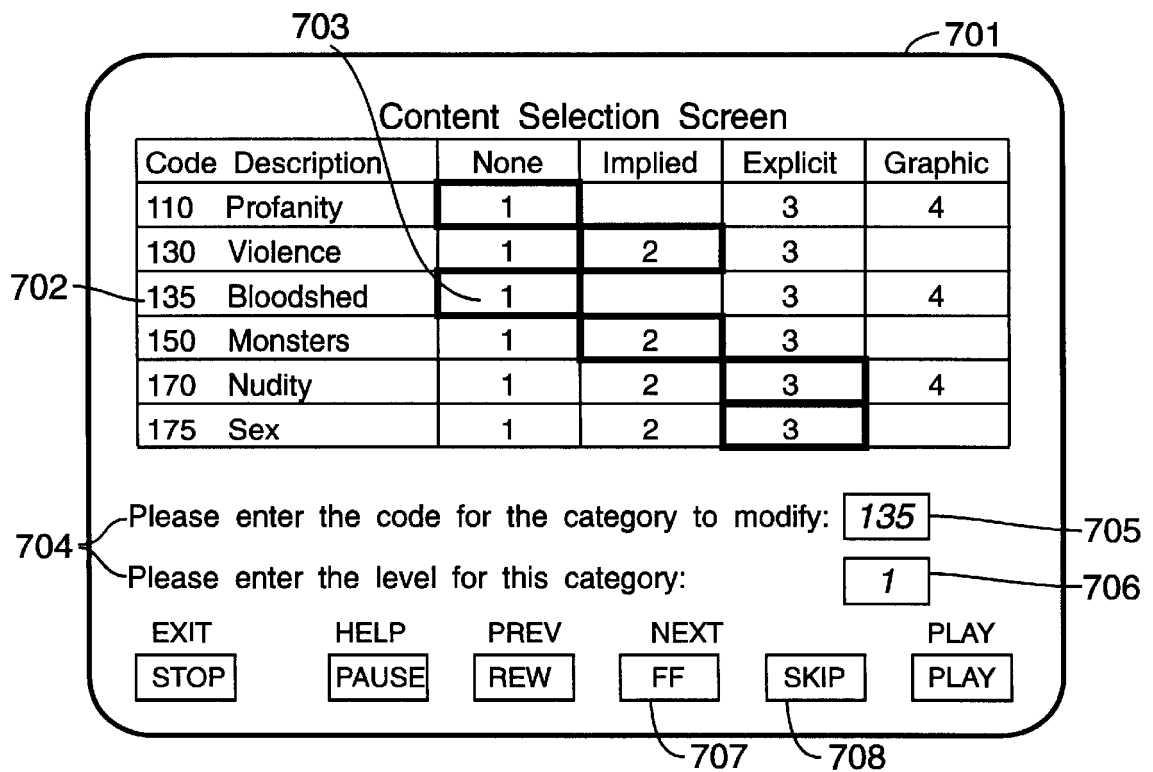 703
701
Content Selection Screen
Code Description None Implied Explicit Graphic
110 Profanity 1 3 4
130 Violence 1 2 3
702
135 Bloodshed 1 3 4
150 Monsters 1 2 3
170 Nudity 1 2 3 4
175 Sex 1 2 3
704
Please enter the code for the category to modify: 135
705
Please enter the level for this category: 1
706
EXIT HELP PREV NEXT PLAY
STOP PAUSE REW FF SKIP PLAY
707 708